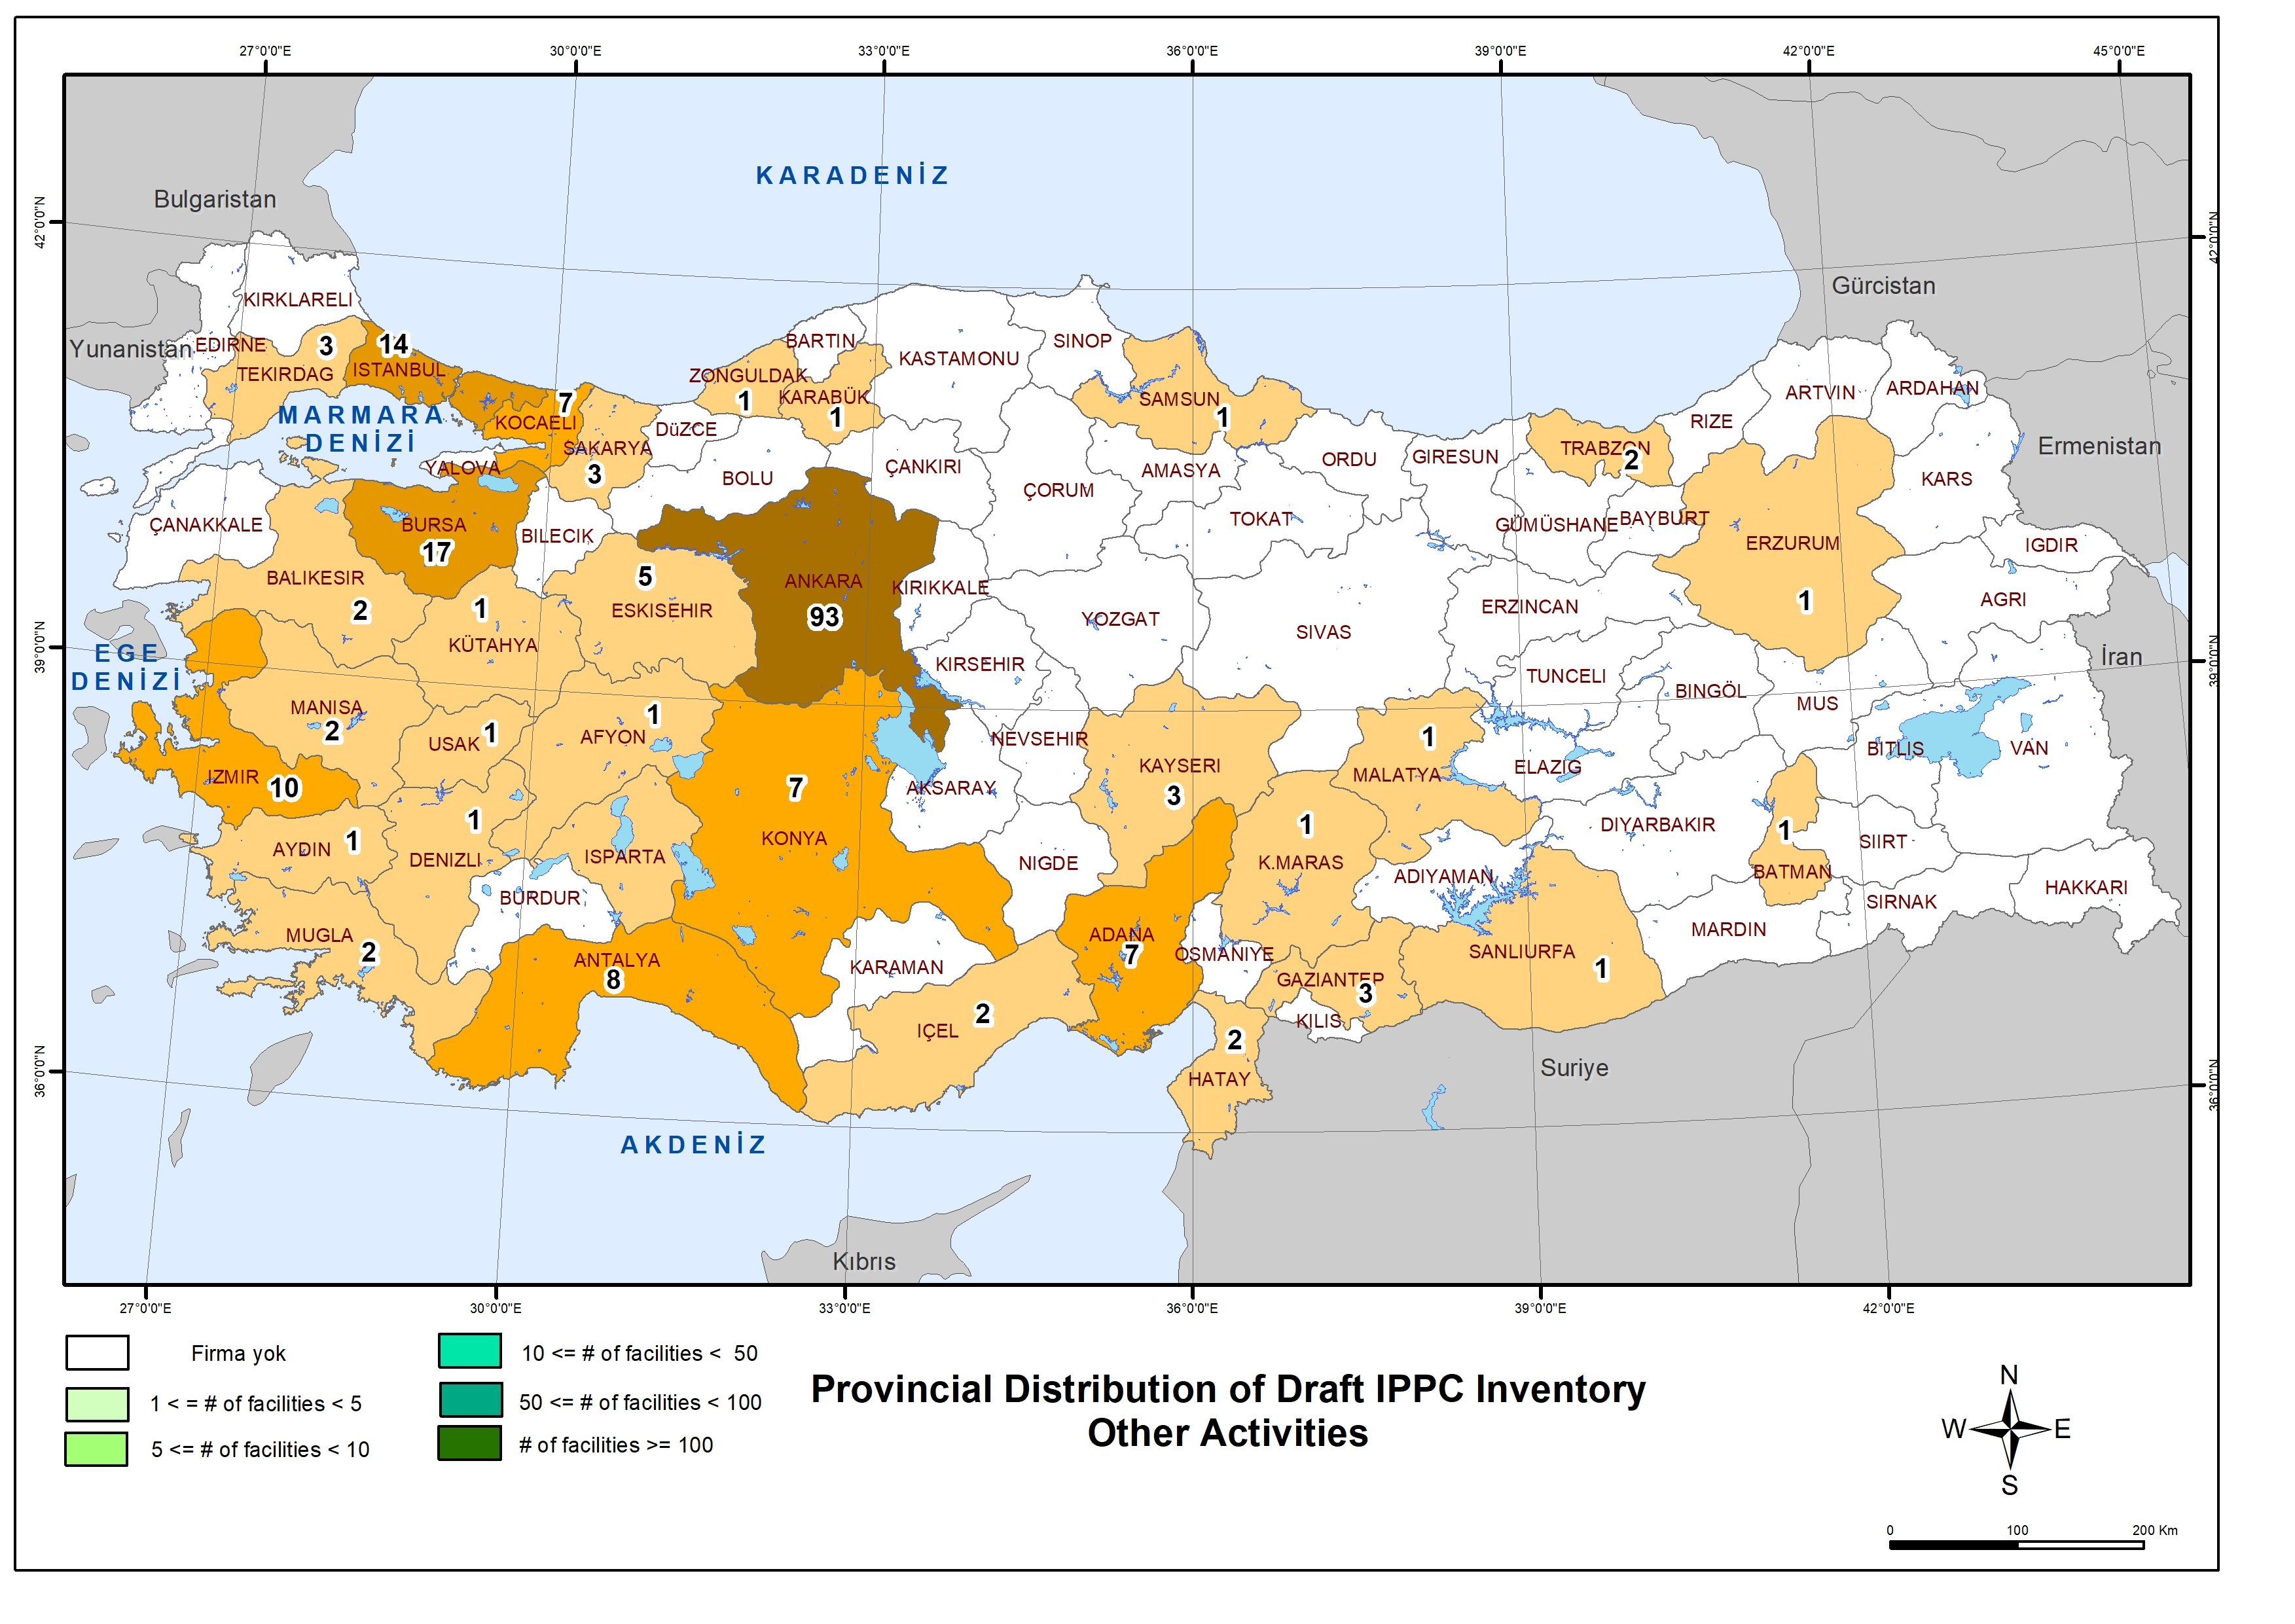 27°0'0"E 30°0'0"E 33°0'0"E 36°0'0"E 39°0'0"E 42°0'0"E 45°0'0"E
KARADENİZ
Bulgaristan
42°0'0"N
42°0'0"N
Gürcistan
KIRKLARELI
Yunanistan
EDIRNE
3
TEKIRDAG
14
ISTANBUL
7
KOCAELI
SAKARYA
3
MARMARA
DENİZİ
YALOVA
DüZCE
BOLU
ZONGULDAK
1
BARTIN
KARABÜK
1
KASTAMONU
SINOP
ÇANKIRI
SAMSUN
1
AMASYA
ÇORUM
TOKAT
ORDU
GIRESUN
TRABZON
2
RIZE
ARTVIN
ARDAHAN
Ermenistan
KARS
GÜMÜSHANE
BAYBURT
ERZURUM
1
IGDIR
AGRI
ÇANAKKALE
BURSA
17
BILECIK
BALIKESIR
2
1
KÜTAHYA
5
ESKISEHIR
ANKARA
93
KIRIKKALE
YOZGAT
SIVAS
ERZINCAN
39°0'0"N
39°0'0"N
EGE
DENİZİ
İran
KIRSEHIR
TUNCELI
BINGÖL
MUS
BITLIS
VAN
MANISA
2
USAK
1
1
AFYON
NEVSEHIR
AKSARAY
KAYSERI
3
1
MALATYA
ELAZIG
IZMIR
10
7
KONYA
AYDIN
1
1
DENIZLI
ISPARTA
BURDUR
NIGDE
1
K.MARAS
ADIYAMAN
DIYARBAKIR
1
BATMAN
SIIRT
SIRNAK
HAKKARI
MARDIN
MUGLA
2
ANTALYA
8
KARAMAN
ADANA
7
OSMANIYE
GAZIANTEP
3
SANLIURFA
1
IÇEL
2
KILIS
2
HATAY
Suriye
36°0'0"N
36°0'0"N
AKDENİZ
Kıbrıs
27°0'0"E 30°0'0"E 33°0'0"E 36°0'0"E 39°0'0"E 42°0'0"E
Firma yok
1 < = # of facilities < 5
5 <= # of facilities < 10
10 <= # of facilities < 50
50 <= # of facilities < 100
# of facilities >= 100
Provincial Distribution of Draft IPPC Inventory
Other Activities
N
W E
S
0 100 200 Km